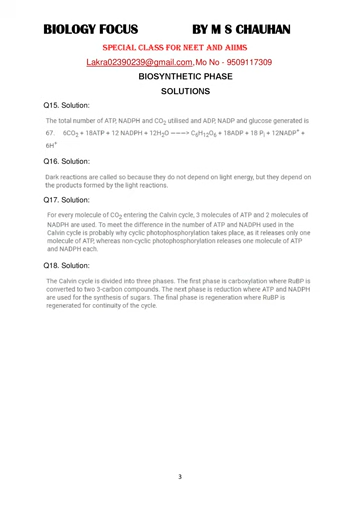 BIOLOGY FOCUS BY M S CHAUHAN
SPECIAL CLASS FOR NEET AND AIIMS
Lakra02390239@gmail.com,Mo No - 9509117309
BIOSYNTHETIC PHASE
SOLUTIONS
Q15. Solution:
The total number of ATP, NADPH and CO₂ utilised and ADP, NADP and glucose generated is
67. 6CO₂ + 18ATP + 12 NADPH + 12H₂O ———> C₆H₁₂O₆ + 18ADP + 18 Pᵢ + 12NADP⁺ +
6H⁺
Q16. Solution:
Dark reactions are called so because they do not depend on light energy, but they depend on
the products formed by the light reactions.
Q17. Solution:
For every molecule of CO₂ entering the Calvin cycle, 3 molecules of ATP and 2 molecules of
NADPH are used. To meet the difference in the number of ATP and NADPH used in the
Calvin cycle is probably why cyclic photophosphorylation takes place, as it releases only one
molecule of ATP, whereas non-cyclic photophosphorylation releases one molecule of ATP
and NADPH each.
Q18. Solution:
The Calvin cycle is divided into three phases. The first phase is carboxylation where RuBP is
converted to two 3-carbon compounds. The next phase is reduction where ATP and NADPH
are used for the synthesis of sugars. The final phase is regeneration where RuBP is
regenerated for continuity of the cycle.
3